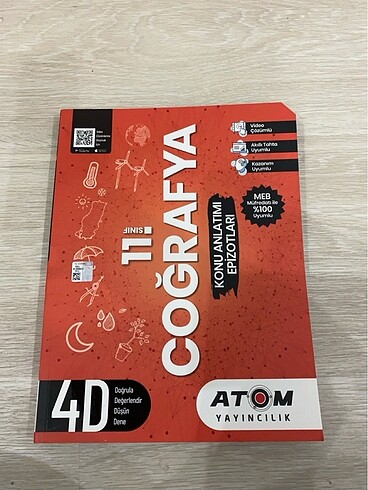 Video
Çözümlü
Akıllı Tahta
Uyumlu
Kazanım
Uyumlu
MEB
Müfredatı ile
%100
Uyumlu
11.
SINIF
COĞRAFYA
KONU ANLATIMI
EPİZOTLARI
4D
Doğrula
Değerlendir
Düşün
Dene
ATOM
YAYINCILIK